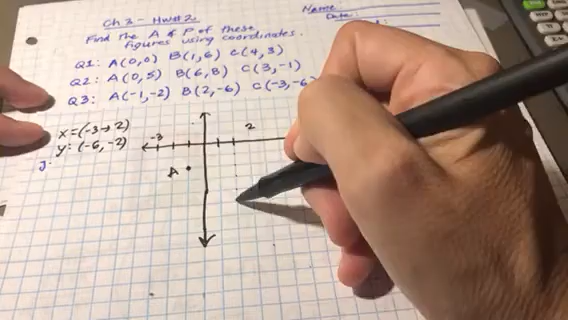 Ch 3 - HW#2.
Name
Date:
Find the A & P of these
figures using coordinates.
Q1: A(0,0) B(1,6) C(4,3)
Q2: A(0,5) B(6,8) C(3,-1)
Q3: A(-1,-2) B(2,-6) C(-3,-6
x=(-3→2)
y: (-6,-2)
-3
2
A